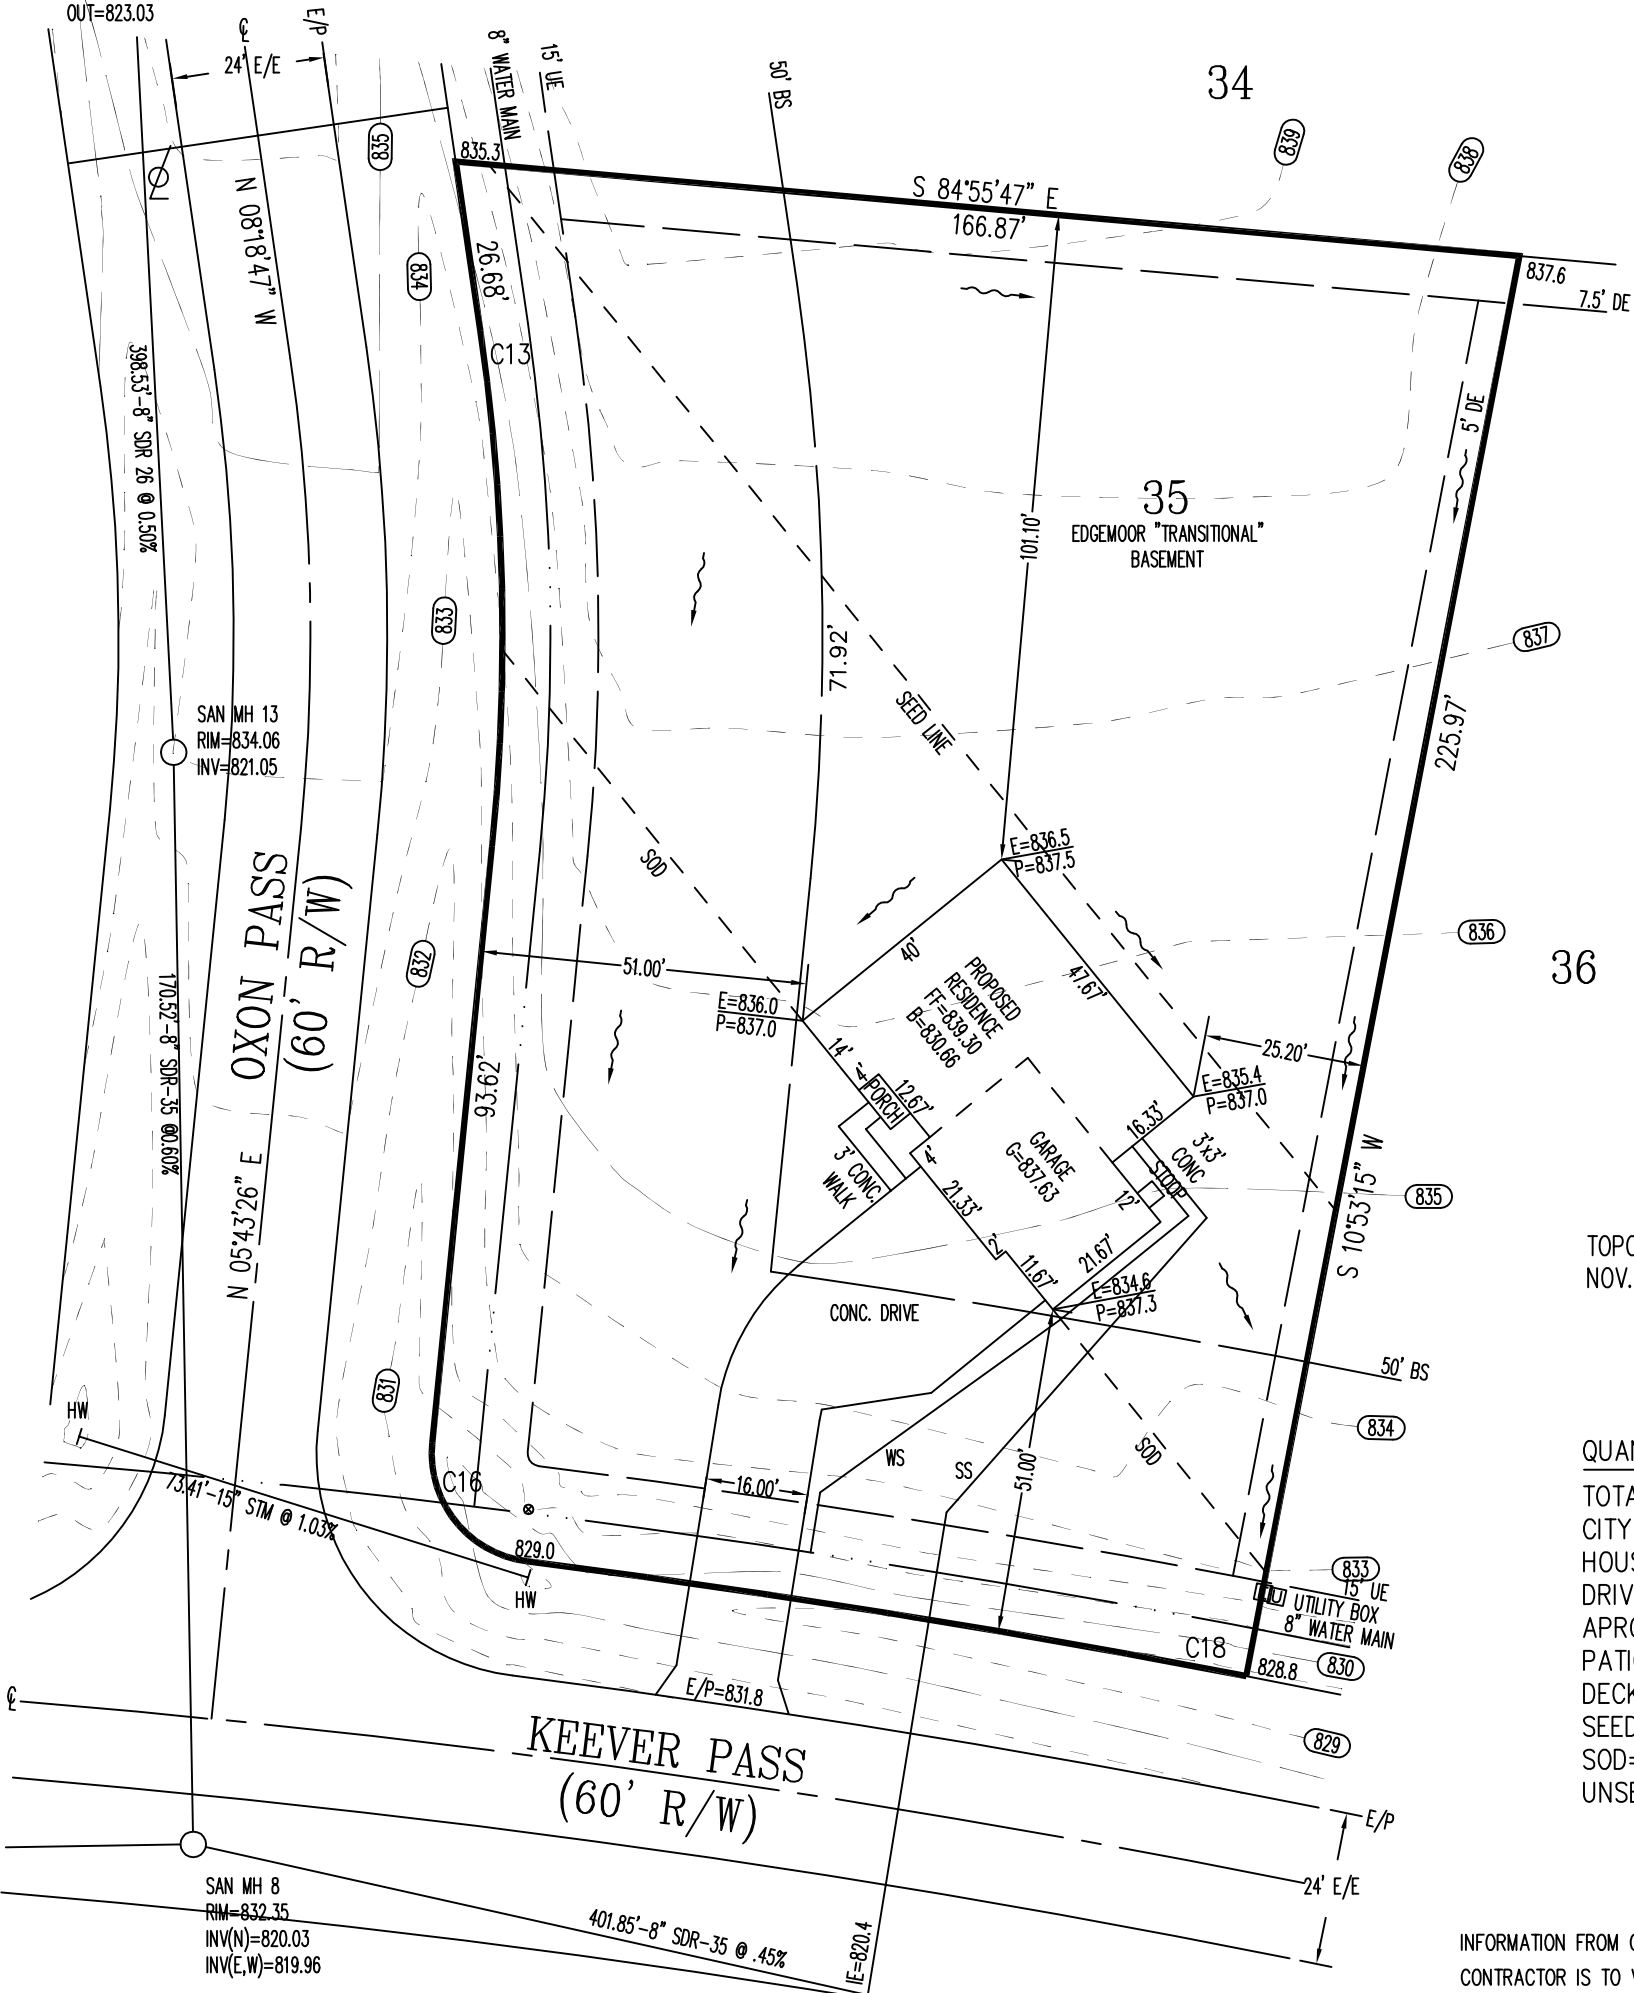 OUT=823.03
℄
E/P
24' E/E
8" WATER MAIN
15' UE
50' BS
34
839
838
835
835.3
S 84°55'47" E
166.87'
837.6
7.5' DE
N 08°18'47" W
834
26.68'
C13
398.53'-8" SDR 26 @ 0.50%
5' DE
35
EDGEMOOR "TRANSITIONAL"
BASEMENT
101.10'
833
837
71.92'
SEED LINE
225.97'
SAN MH 13
RIM=834.06
INV=821.05
SOD
E=836.5
P=837.5
OXON PASS
(60' R/W)
832
836
36
51.00'
40'
47.67'
PROPOSED
RESIDENCE
FF=839.30
B=830.66
E=836.0
P=837.0
170.52'-8" SDR-35 @0.60%
14'
4'
PORCH
12.67'
25.20'
E=835.4
P=837.0
93.62'
16.33'
3'x3'
CONC
STOOP
GARAGE
G=837.63
4'
3' CONC.
WALK
N 05°43'26" E
21.33'
12'
835
S 10°53'15" W
2'
11.67'
21.67'
TOPO
NOV.
E=834.6
P=837.3
CONC. DRIVE
50' BS
831
HW
834
SOD
QUAN
TOTA
CITY
HOUS
DRIV
APRO
PATI
DECK
SEED
SOD=
UNSE
WS
SS
51.00'
16.00'
C16
73.41'-15" STM @ 1.03%
829.0
HW
833
15' UE
UTILITY BOX
8" WATER MAIN
C18
828.8
830
E/P=831.8
℄
KEEVER PASS
(60' R/W)
829
E/P
24' E/E
SAN MH 8
RIM=832.35
INV(N)=820.03
INV(E,W)=819.96
401.85'-8" SDR-35 @ .45%
IE=820.4
INFORMATION FROM
CONTRACTOR IS TO